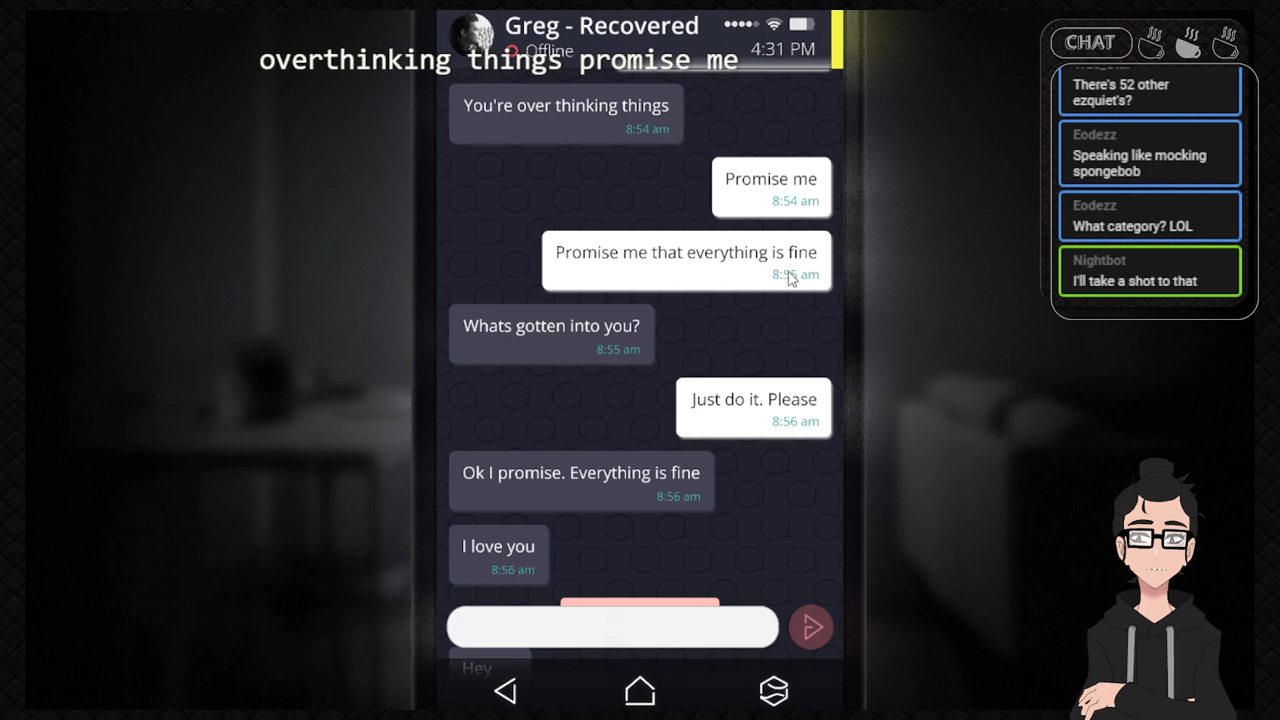 Greg - Recovered
Offline
4:31 PM
overthinking things promise me
You're over thinking things
8:54 am
Promise me
8:54 am
Promise me that everything is fine
8:55 am
Whats gotten into you?
8:55 am
Just do it. Please
8:56 am
Ok I promise. Everything is fine
8:56 am
I love you
8:56 am
Hey
CHAT
There's 52 other
ezquiet's?
Eodezz
Speaking like mocking
spongebob
Eodezz
What category? LOL
Nightbot
I'll take a shot to that